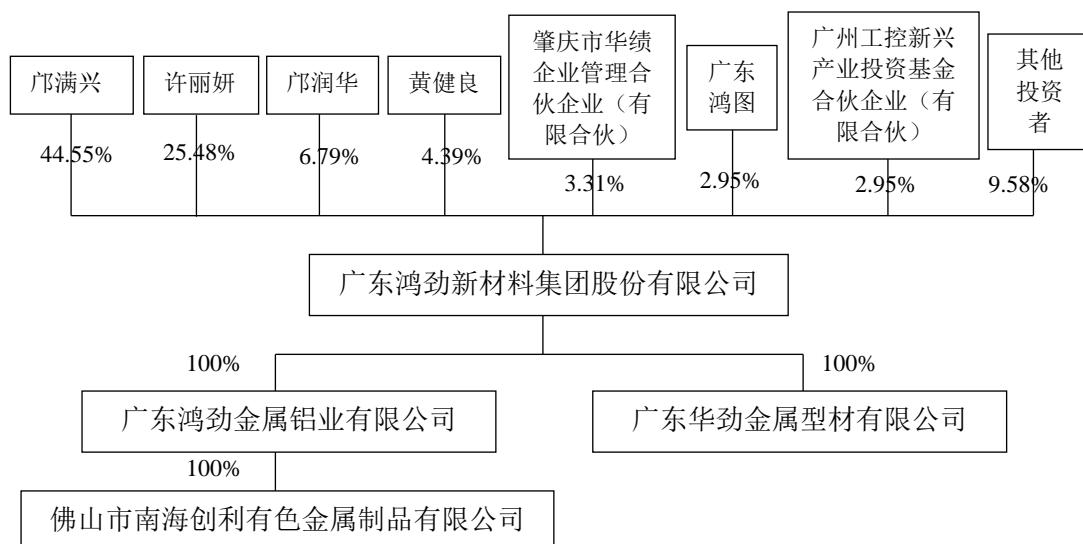 邝满兴
许丽妍
邝润华
黄健良
肇庆市华绩
企业管理合
伙企业（有
限合伙）
广东
鸿图
广州工控新兴
产业投资基金
合伙企业（有
限合伙）
其他
投资
者
44.55%
25.48%
6.79%
4.39%
3.31%
2.95%
2.95%
9.58%
广东鸿劲新材料集团股份有限公司
100%
100%
广东鸿劲金属铝业有限公司
广东华劲金属型材有限公司
100%
佛山市南海创利有色金属制品有限公司